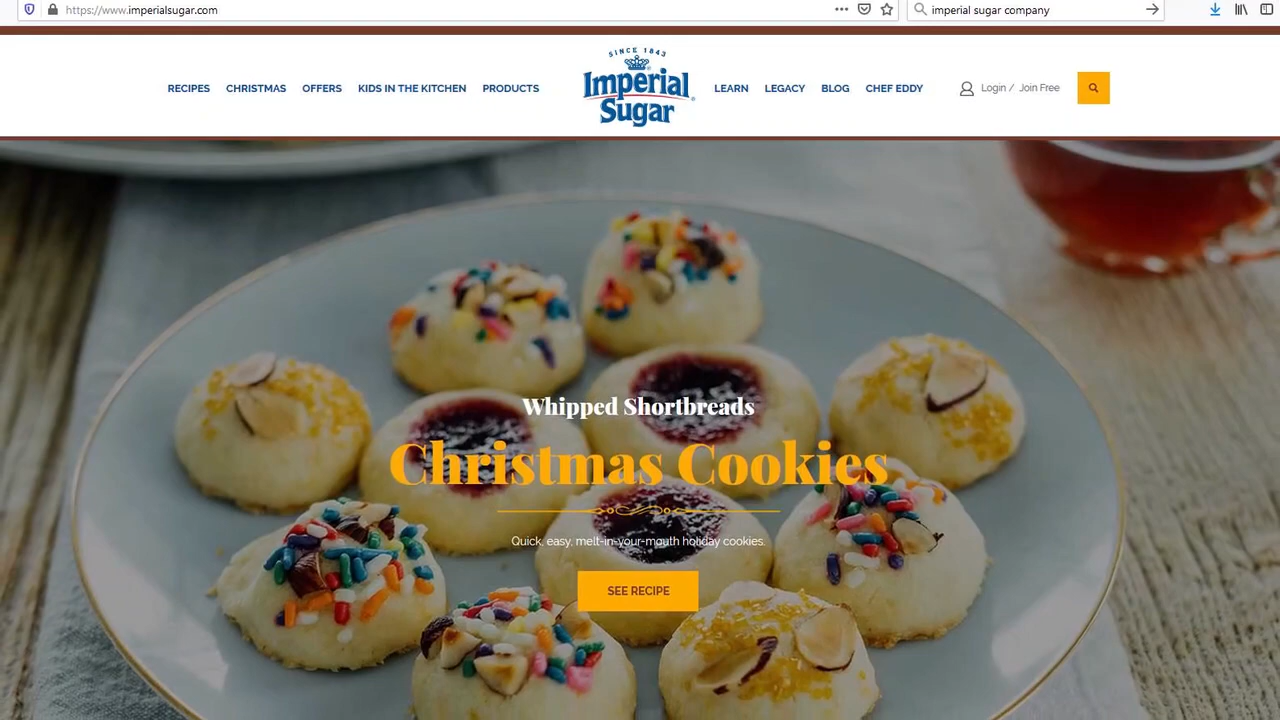 https://www.imperialsugar.com
imperial sugar company
RECIPES CHRISTMAS OFFERS KIDS IN THE KITCHEN PRODUCTS
SINCE 1843
Imperial
Sugar
LEARN LEGACY BLOG CHEF EDDY
Login / Join Free
Whipped Shortbreads
Christmas Cookies
Quick, easy, melt-in-your-mouth holiday cookies.
SEE RECIPE